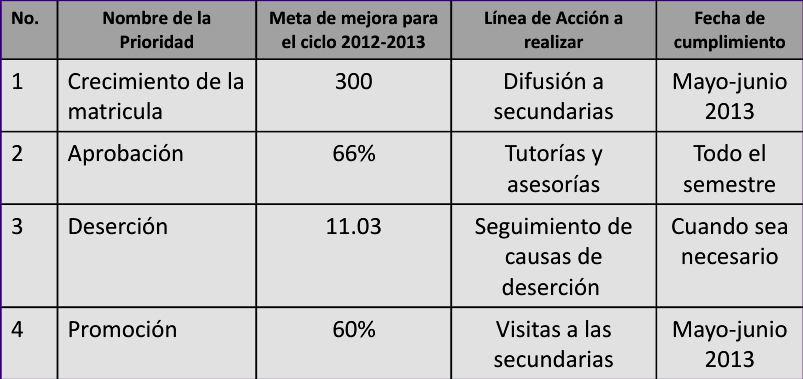 No.
Nombre de la
Prioridad
Meta de mejora para
el ciclo 2012-2013
Línea de Acción a
realizar
Fecha de
cumplimiento
1
Crecimiento de la
matricula
300
Difusión a
secundarias
Mayo-junio
2013
2
Aprobación
66%
Tutorías y
asesorías
Todo el
semestre
3
Deserción
11.03
Seguimiento de
causas de
deserción
Cuando sea
necesario
4
Promoción
60%
Visitas a las
secundarias
Mayo-junio
2013